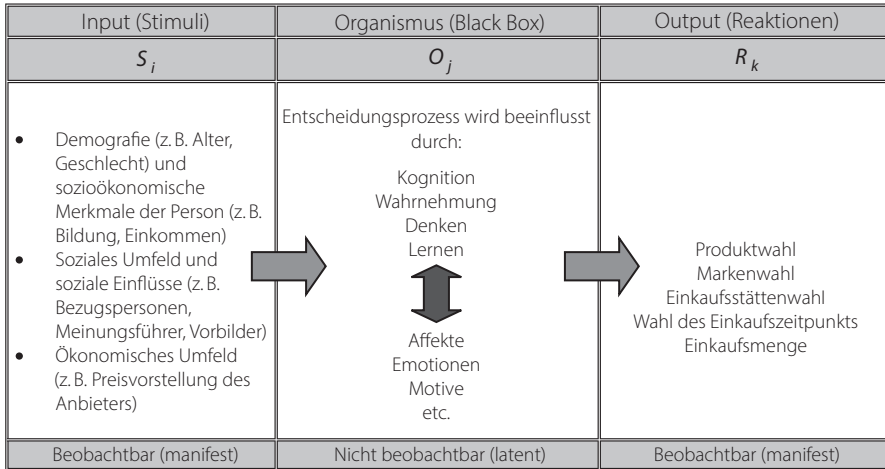 Input (Stimuli)
Organismus (Black Box)
Output (Reaktionen)
S i
O j
R k
• Demografie (z. B. Alter,
Geschlecht) und
sozioökonomische
Merkmale der Person (z. B.
Bildung, Einkommen)
• Soziales Umfeld und
soziale Einflüsse (z. B.
Bezugspersonen,
Meinungsführer, Vorbilder)
• Ökonomisches Umfeld
(z. B. Preisvorstellung des
Anbieters)
Entscheidungsprozess wird beeinflusst
durch:
Kognition
Wahrnehmung
Denken
Lernen
Affekte
Emotionen
Motive
etc.
Produktwahl
Markenwahl
Einkaufsstättenwahl
Wahl des Einkaufszeitpunkts
Einkaufsmenge
Beobachtbar (manifest)
Nicht beobachtbar (latent)
Beobachtbar (manifest)